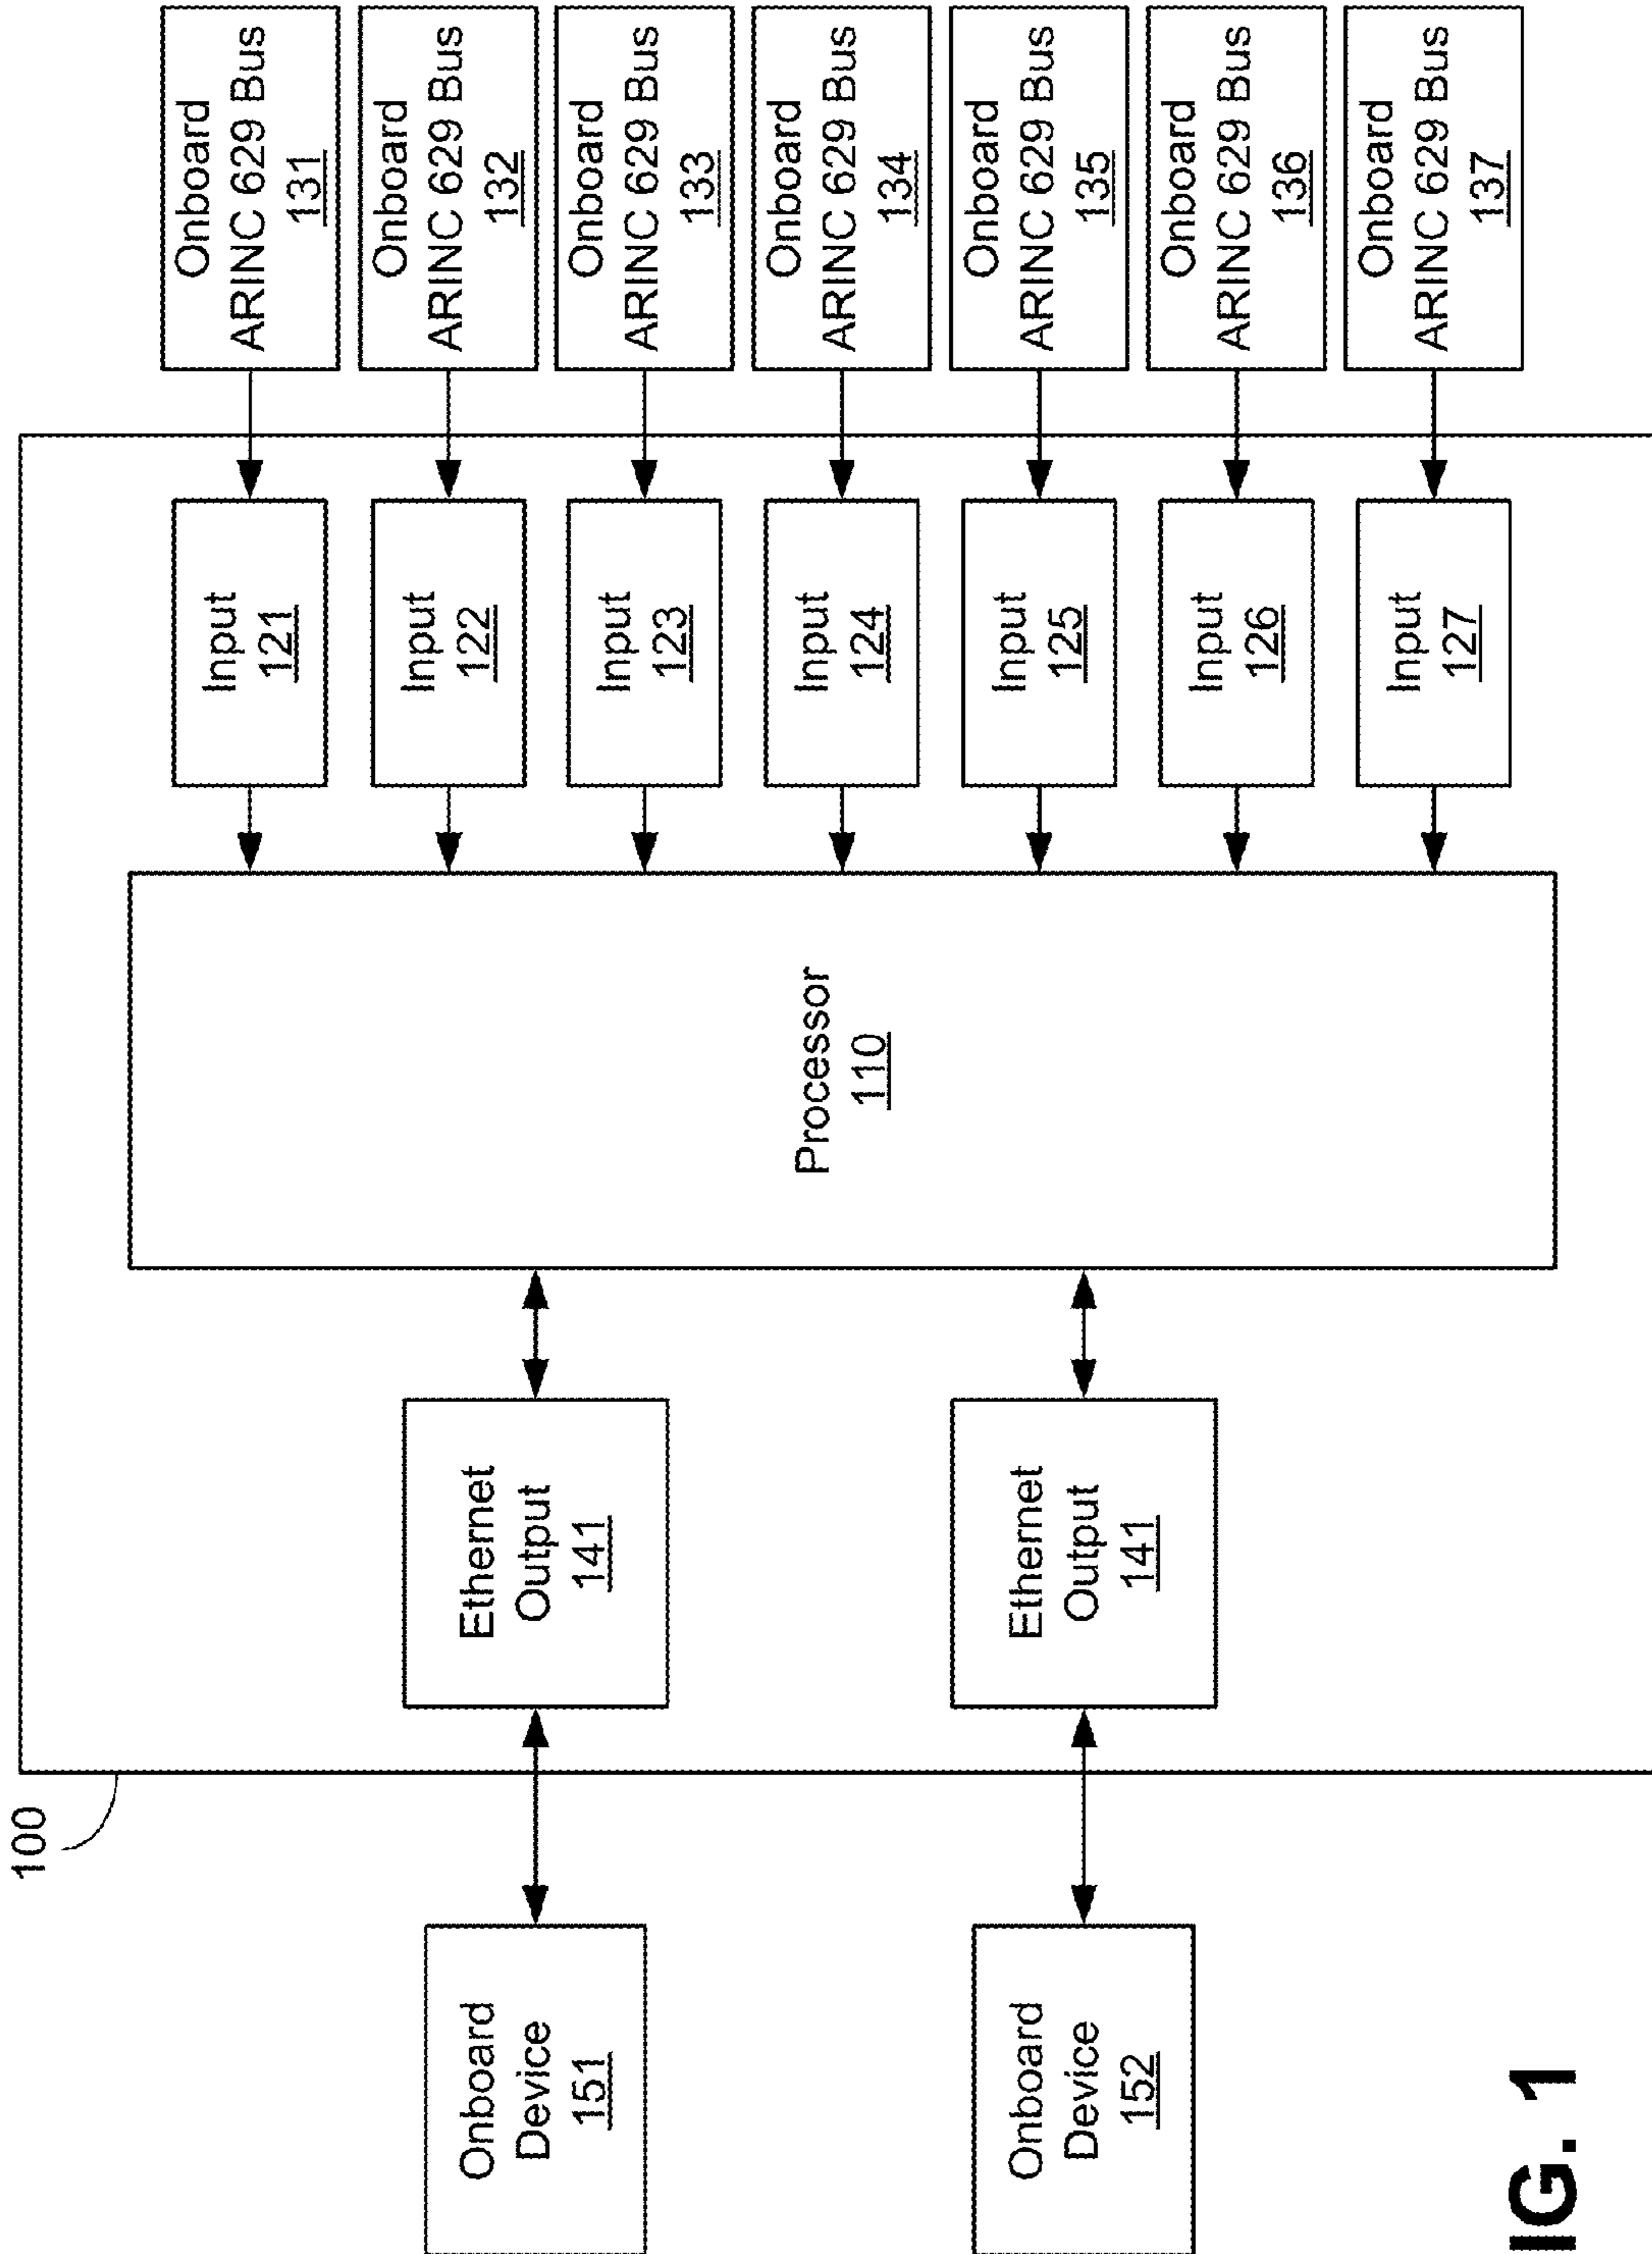 100
Onboard
ARINC 629 Bus
131
Onboard
ARINC 629 Bus
132
Onboard
ARINC 629 Bus
133
Onboard
ARINC 629 Bus
134
Onboard
ARINC 629 Bus
135
Onboard
ARINC 629 Bus
136
Onboard
ARINC 629 Bus
137
Input
121
Input
122
Input
123
Input
124
Input
125
Input
126
Input
127
Processor
110
Ethernet
Output
141
Ethernet
Output
141
Onboard
Device
151
Onboard
Device
152
IG. 1